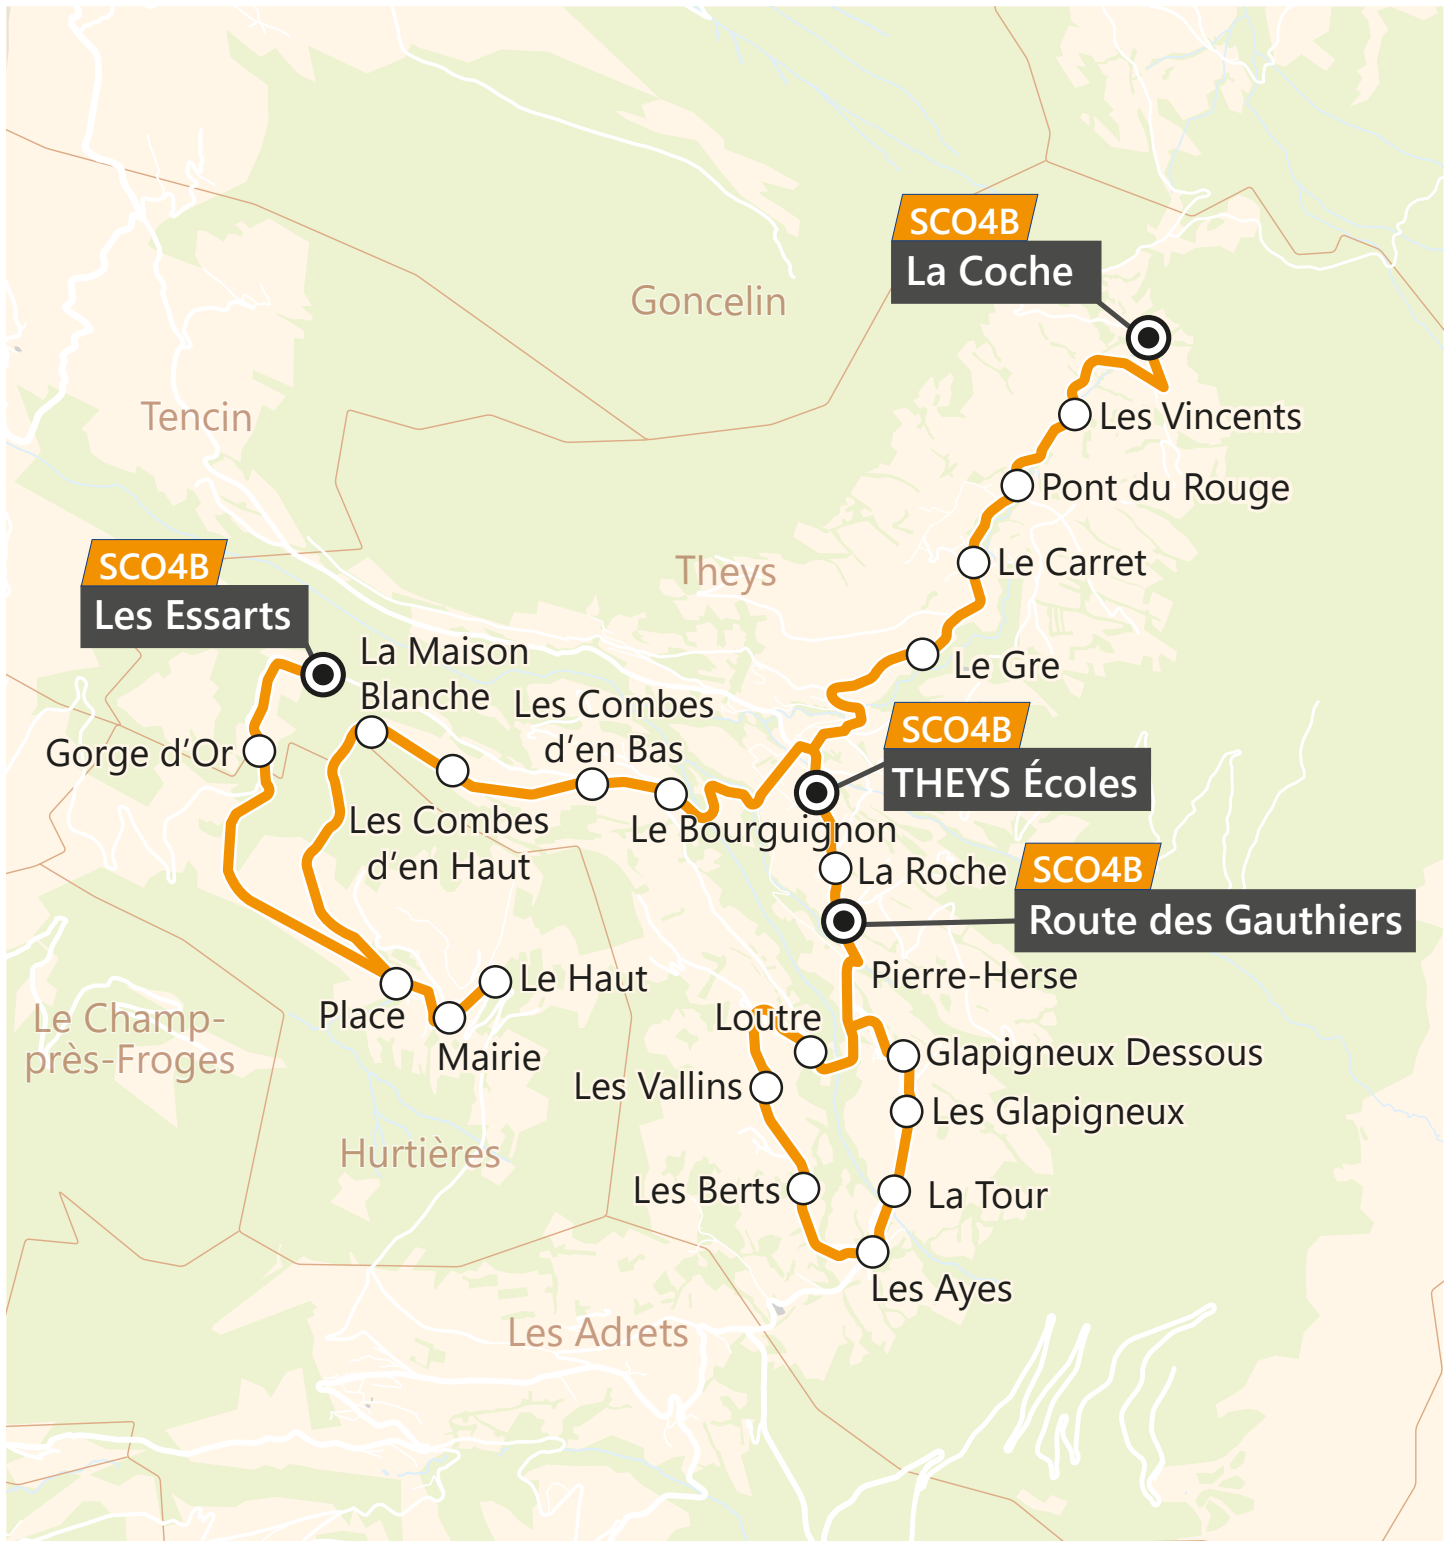 SCO4B
La Coche
Goncelin
Tencin
Les Vincents
Pont du Rouge
Theys
Le Carret
SCO4B
Les Essarts
La Maison
Blanche
Le Gre
Les Combes
d'en Bas
Gorge d'Or
SCO4B
THEYS Écoles
Les Combes
d'en Haut
Le Bourguignon
La Roche
SCO4B
Route des Gauthiers
Pierre-Herse
Le Haut
Place
Mairie
Le Champ-
près-Froges
Loutre
Glapigneux Dessous
Les Vallins
Les Glapigneux
Hurtières
Les Berts
La Tour
Les Ayes
Les Adrets